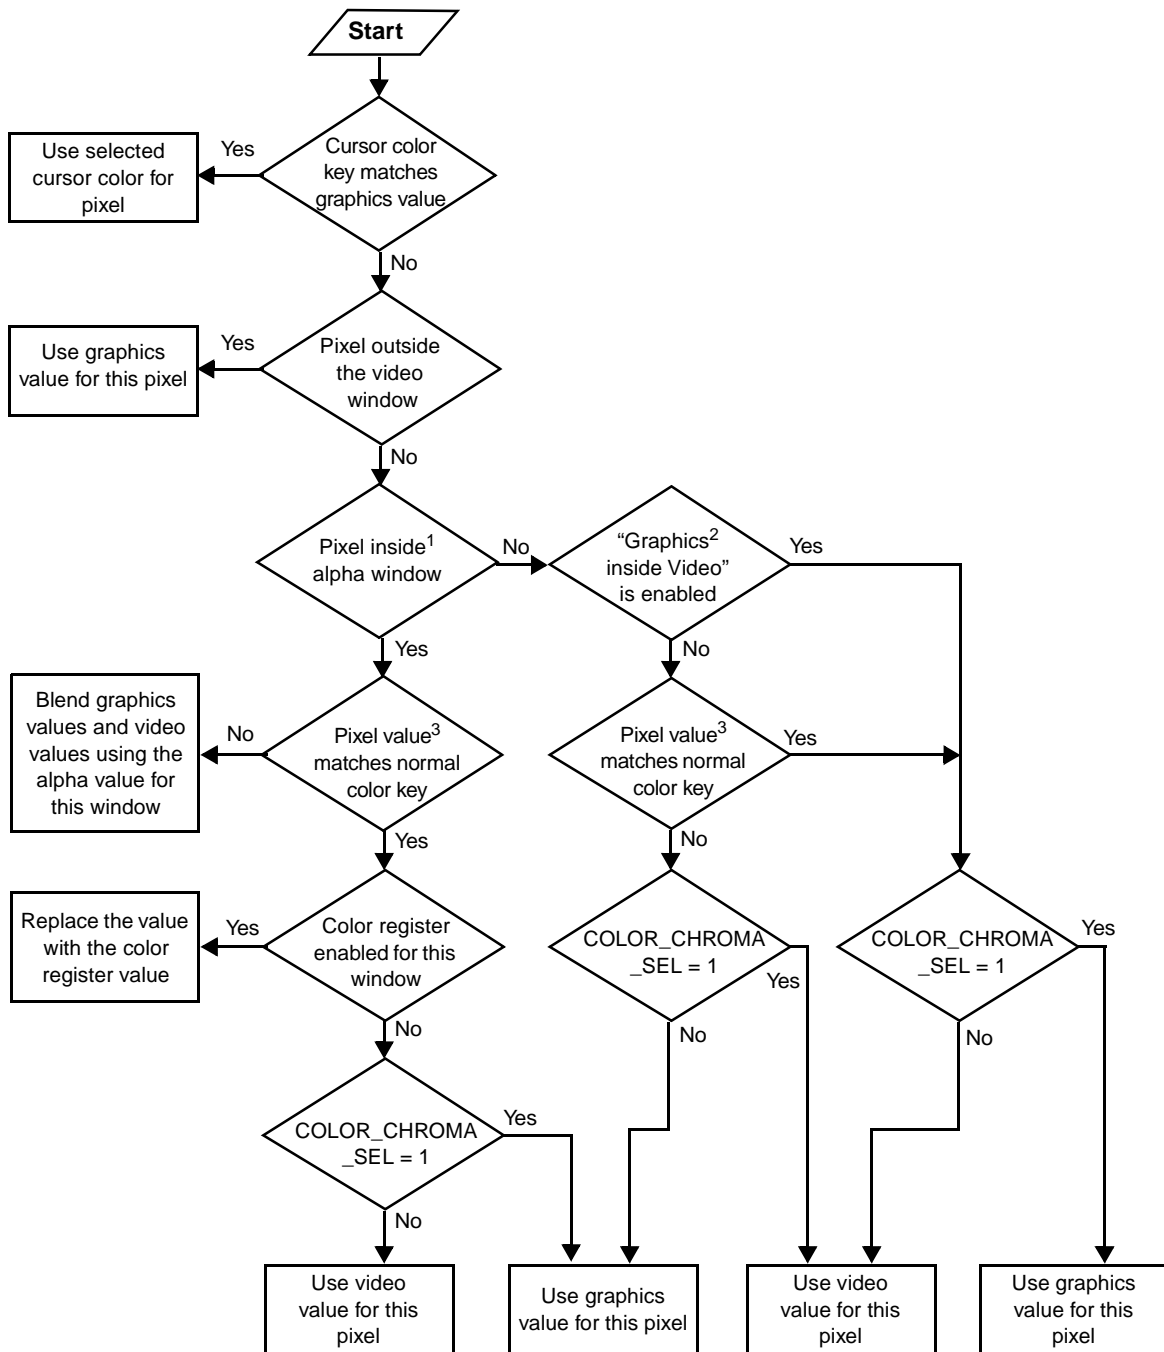 Start
Cursor color
key matches
graphics value
Yes
Use selected
cursor color for
pixel
No
Pixel outside
the video
window
Yes
Use graphics
value for this pixel
No
Pixel inside1
alpha window
No
“Graphics2
inside Video”
is enabled
Yes
Yes
No
Blend graphics
values and video
values using the
alpha value for
this window
No
Pixel value3
matches normal
color key
Pixel value3
matches normal
color key
Yes
Yes
No
Replace the value
with the color
register value
Yes
Color register
enabled for this
window
COLOR_CHROMA
_SEL = 1
Yes
COLOR_CHROMA
_SEL = 1
Yes
No
No
No
COLOR_CHROMA
_SEL = 1
Yes
No
Use video
value for this
pixel
Use graphics
value for this pixel
Use video
value for this
pixel
Use graphics
value for this
pixel